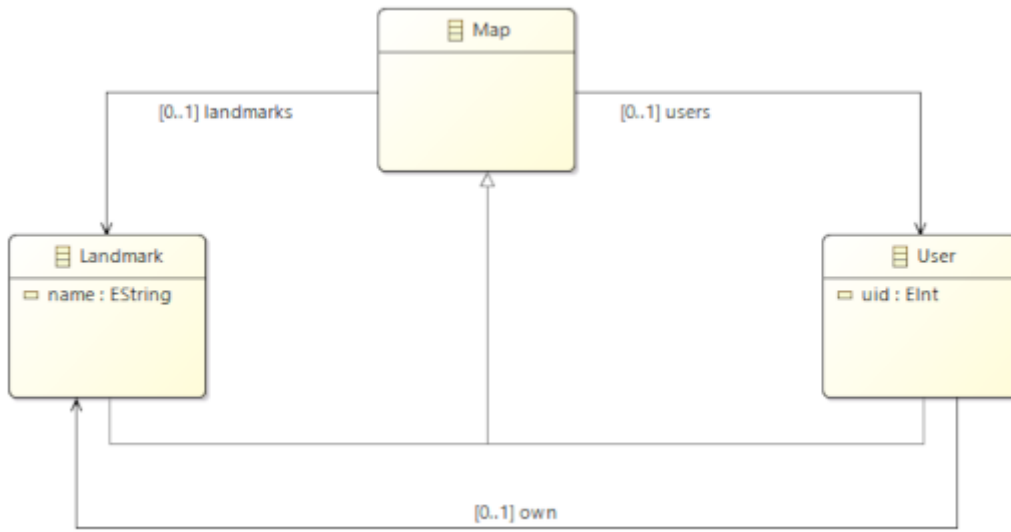 Map
[0..1] landmarks
[0..1] users
Landmark
name : EString
User
uid : EInt
[0..1] own